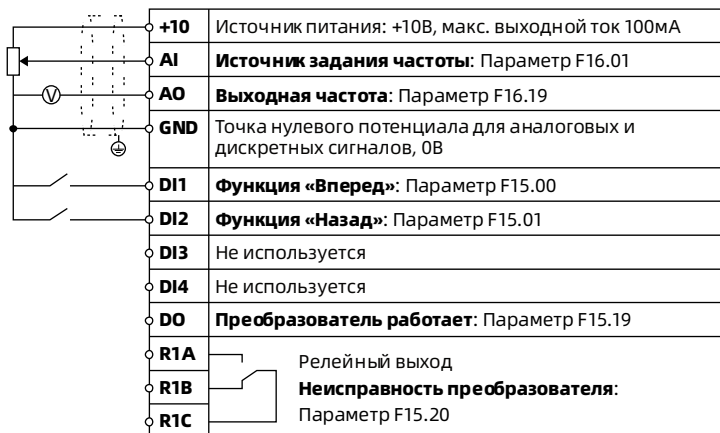 +10 Источник питания: +10В, макс. выходной ток 100мА
AI Источник задания частоты: Параметр F16.01
V
AO Выходная частота: Параметр F16.19
GND Точка нулевого потенциала для аналоговых и
дискретных сигналов, 0В
DI1 Функция «Вперед»: Параметр F15.00
DI2 Функция «Назад»: Параметр F15.01
DI3 Не используется
DI4 Не используется
DO Преобразователь работает: Параметр F15.19
R1A
Релейный выход
R1B
Неисправность преобразователя:
R1C
Параметр F15.20